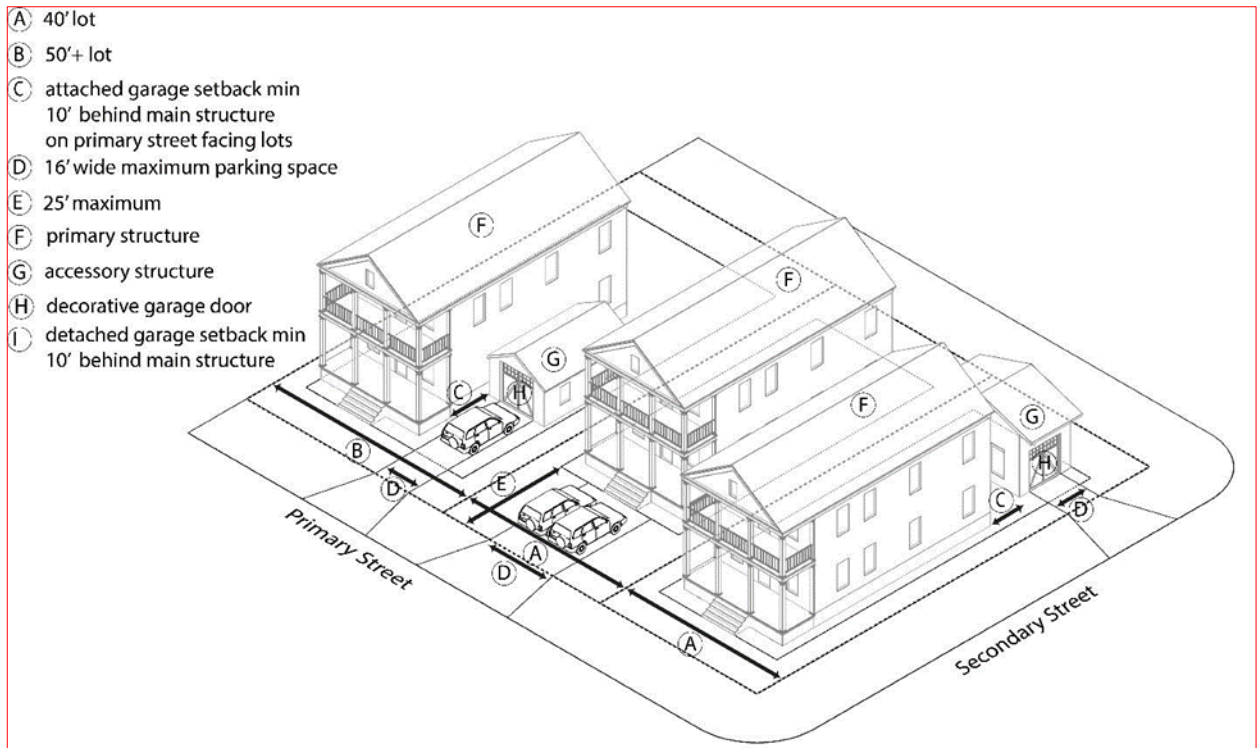 A 40' lot
B 50'+ lot
C attached garage setback min
10' behind main structure
on primary street facing lots
D 16' wide maximum parking space
E 25' maximum
F primary structure
G accessory structure
H decorative garage door
I detached garage setback min
10' behind main structure
F
F
G
C
H
F
G
B
H
E
D
C
D
A
D
A
Primary Street
Secondary Street